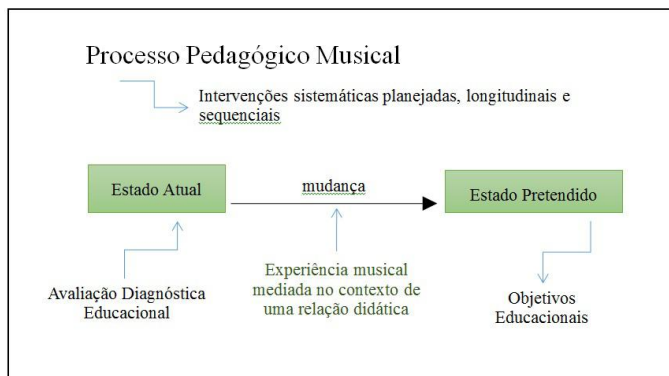 Processo Pedagógico Musical
Intervenções sistemáticas planejadas, longitudinais e
sequenciais
Estado Atual
mudança
Estado Pretendido
Avaliação Diagnóstica
Educacional
Experiência musical
mediada no contexto de
uma relação didática
Objetivos
Educacionais